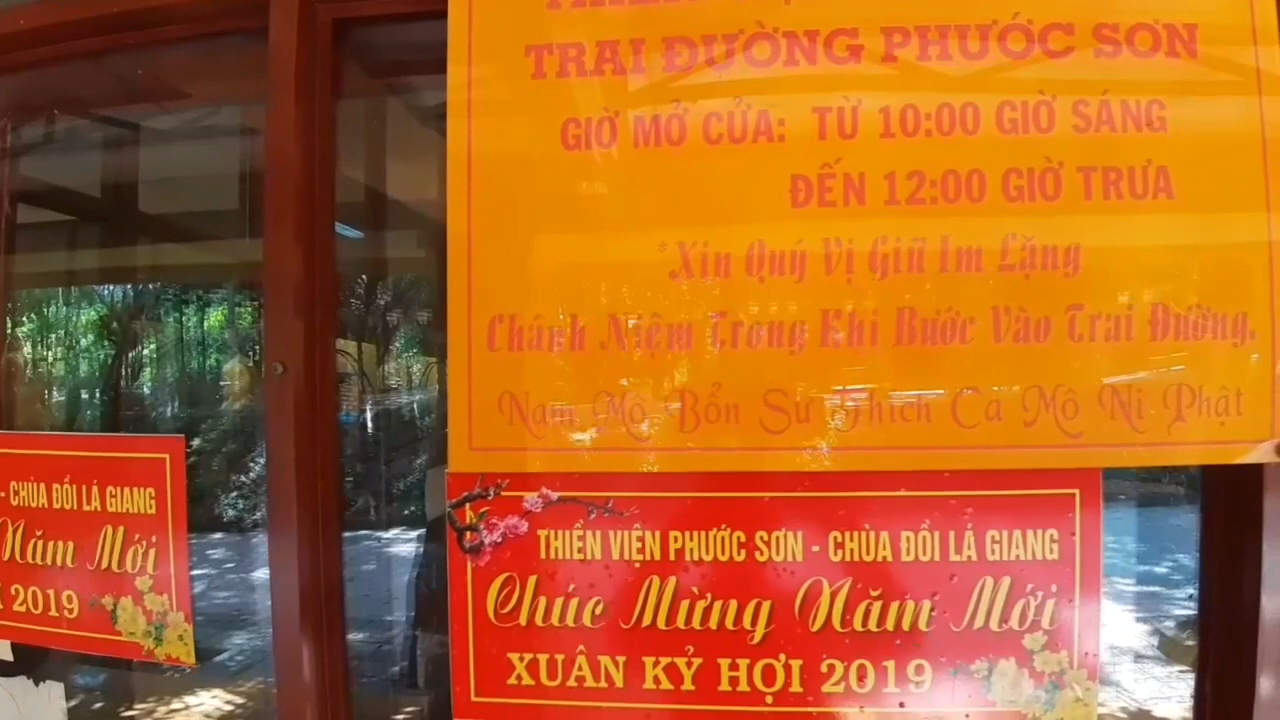 TRAI ĐƯỜNG PHƯỚC SƠN
GIỜ MỞ CỬA: TỪ 10:00 GIỜ SÁNG
ĐẾN 12:00 GIỜ TRƯA
*Xin Quý Vị Giữ Im Lặng
Chánh Niệm Trong Khi Bước Vào Trai Đường.
Nam Mô Bổn Sư Thích Ca Mô Ni Phật
- CHÙA ĐỒI LÁ GIANG
Năm Mới
2019
THIỀN VIỆN PHƯỚC SƠN - CHÙA ĐỒI LÁ GIANG
Chúc Mừng Năm Mới
XUÂN KỶ HỢI 2019